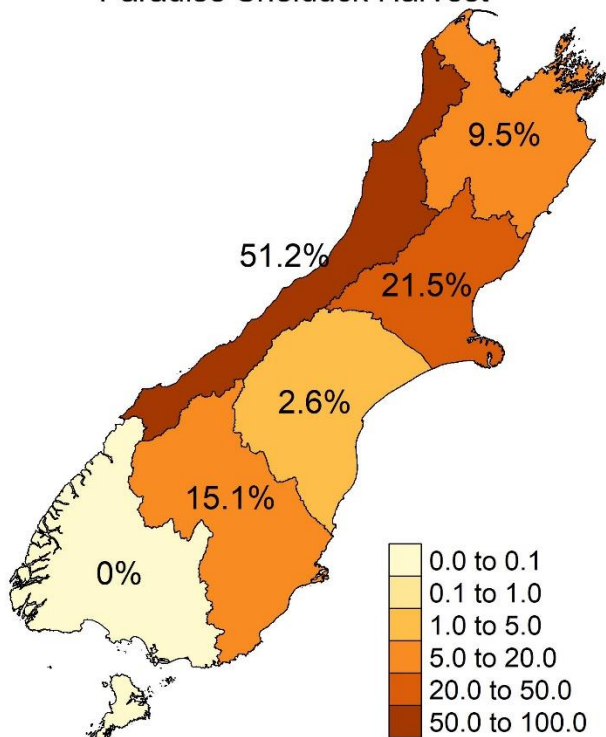 Paradise Shelduck Harvest
9.5%
51.2%
21.5%
2.6%
15.1%
0%
0.0 to 0.1
0.1 to 1.0
1.0 to 5.0
5.0 to 20.0
20.0 to 50.0
50.0 to 100.0